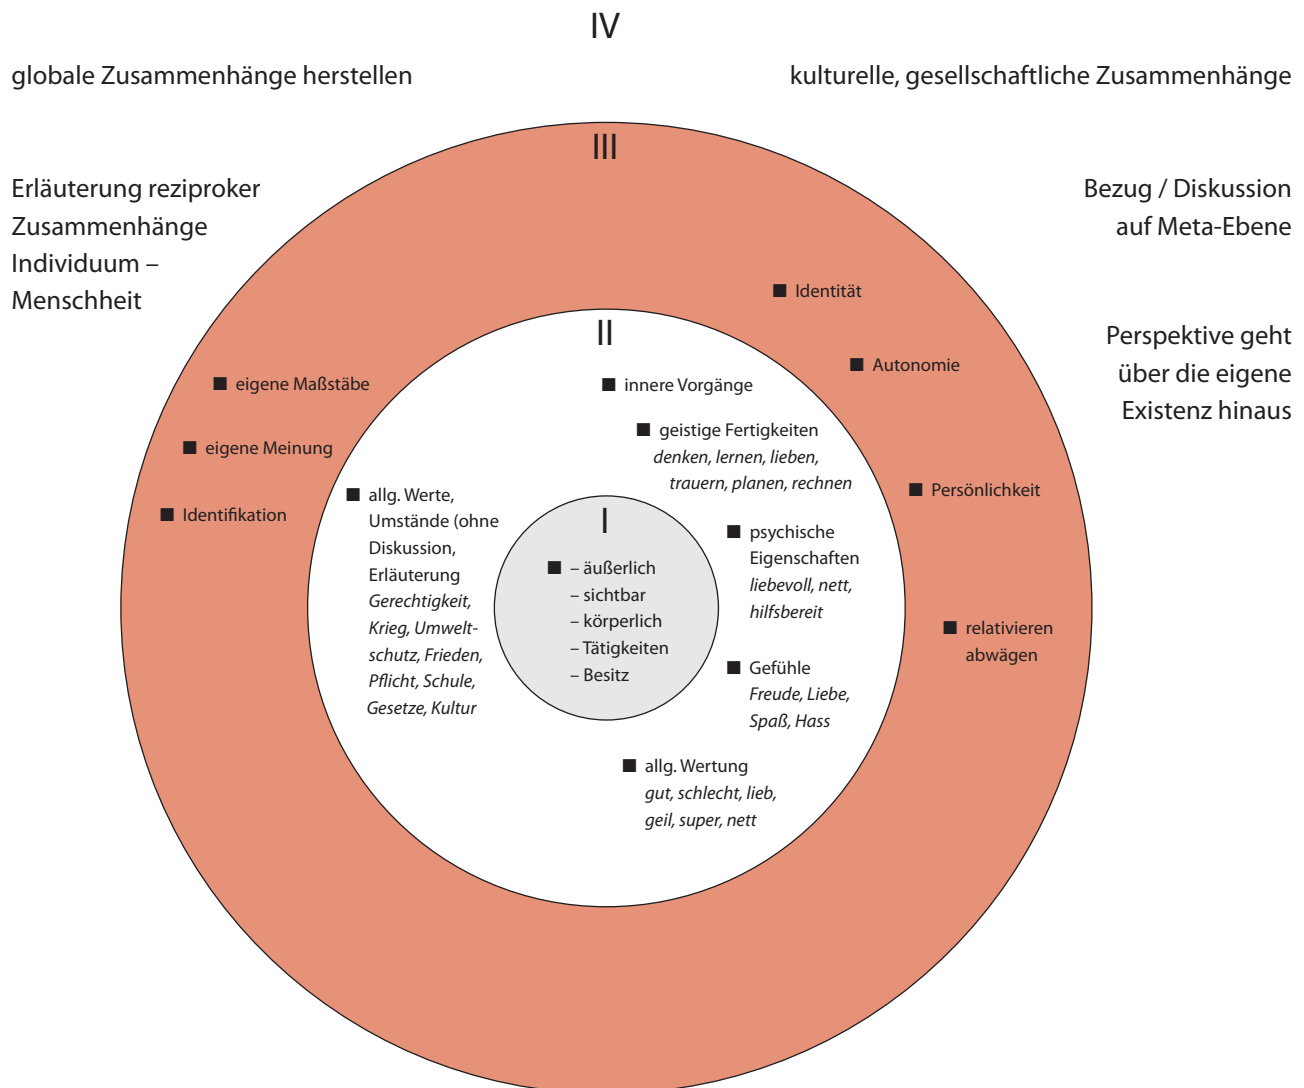 IV
globale Zusammenhänge herstellen
kulturelle, gesellschaftliche Zusammenhänge
III
Erläuterung reziproker
Zusammenhänge
Individuum –
Menschheit
Bezug / Diskussion
auf Meta-Ebene
Perspektive geht
über die eigene
Existenz hinaus
■ Identität
■ Autonomie
■ Persönlichkeit
■ relativieren
abwägen
■ eigene Maßstäbe
■ eigene Meinung
■ Identifikation
II
■ innere Vorgänge
■ geistige Fertigkeiten
denken, lernen, lieben,
trauern, planen, rechnen
■ psychische
Eigenschaften
liebevoll, nett,
hilfsbereit
■ Gefühle
Freude, Liebe,
Spaß, Hass
■ allg. Wertung
gut, schlecht, lieb,
geil, super, nett
■ allg. Werte,
Umstände (ohne
Diskussion,
Erläuterung
Gerechtigkeit,
Krieg, Umwelt-
schutz, Frieden,
Pflicht, Schule,
Gesetze, Kultur
I
■ – äußerlich
– sichtbar
– körperlich
– Tätigkeiten
– Besitz